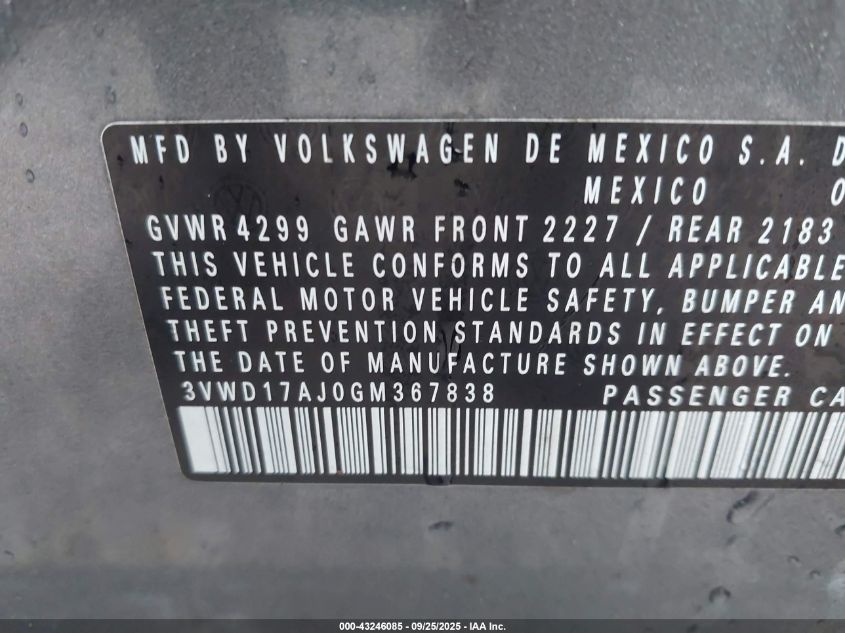 MFD BY VOLKSWAGEN DE MEXICO S.A. D
MEXICO
GVWR 4299 GAWR FRONT 2227 / REAR 2183
THIS VEHICLE CONFORMS TO ALL APPLICABLE
FEDERAL MOTOR VEHICLE SAFETY, BUMPER AN
THEFT PREVENTION STANDARDS IN EFFECT ON
THE DATE OF MANUFACTURE SHOWN ABOVE.
3VWD17AJ0GM367838 PASSENGER CA
000-43246085 - 09/25/2025 - IAA Inc.